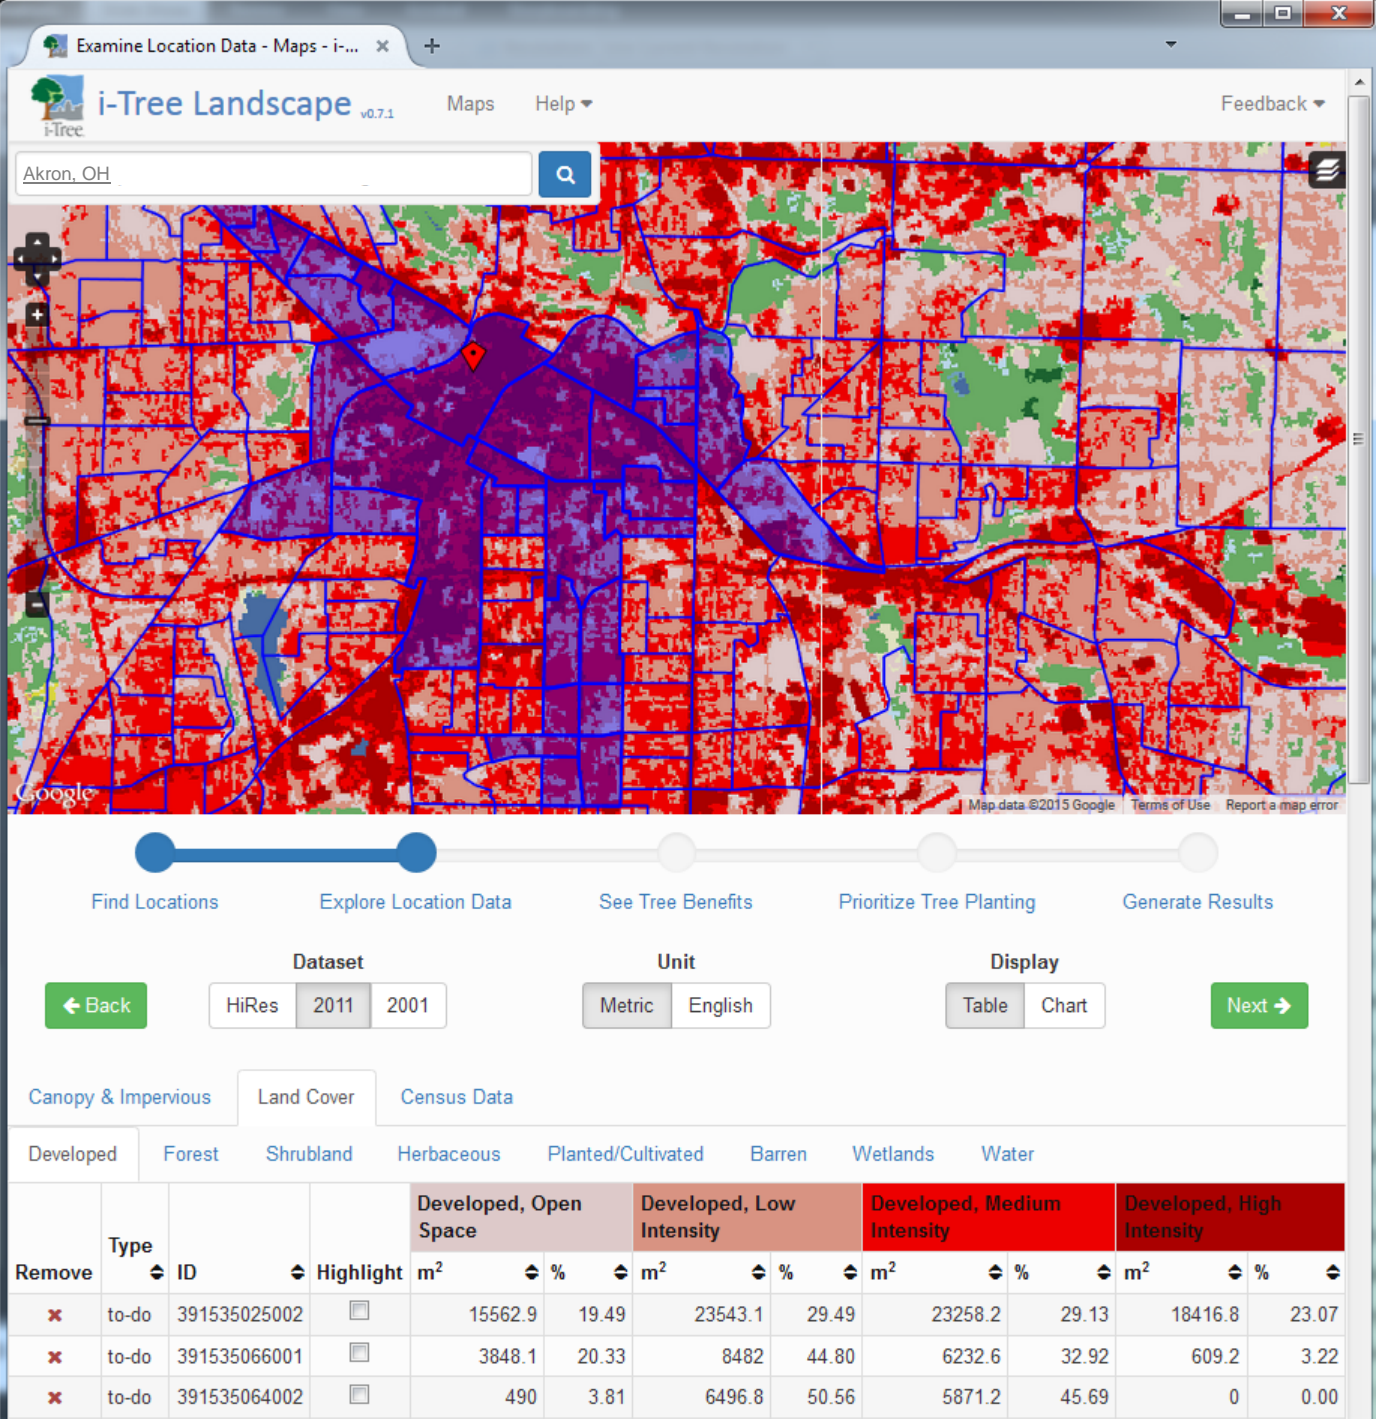 Examine Location Data - Maps - i-...
i-Tree
i-Tree Landscape v0.7.1
Maps
Help
Feedback
Akron, OH
Google
Map data ©2015 Google
Terms of Use
Report a map error
Find Locations
Explore Location Data
See Tree Benefits
Prioritize Tree Planting
Generate Results
Dataset
Unit
Display
Back
HiRes 2011 2001
Metric English
Table Chart
Next
Canopy & Impervious
Land Cover
Census Data
Developed
Forest
Shrubland
Herbaceous
Planted/Cultivated
Barren
Wetlands
Water
Developed, Open Space
Developed, Low Intensity
Developed, Medium Intensity
Developed, High Intensity
Remove Type ID Highlight m² % m² % m² % m² %
to-do 391535025002 15562.9 19.49 23543.1 29.49 23258.2 29.13 18416.8 23.07
to-do 391535066001 3848.1 20.33 8482 44.80 6232.6 32.92 609.2 3.22
to-do 391535064002 490 3.81 6496.8 50.56 5871.2 45.69 0 0.00